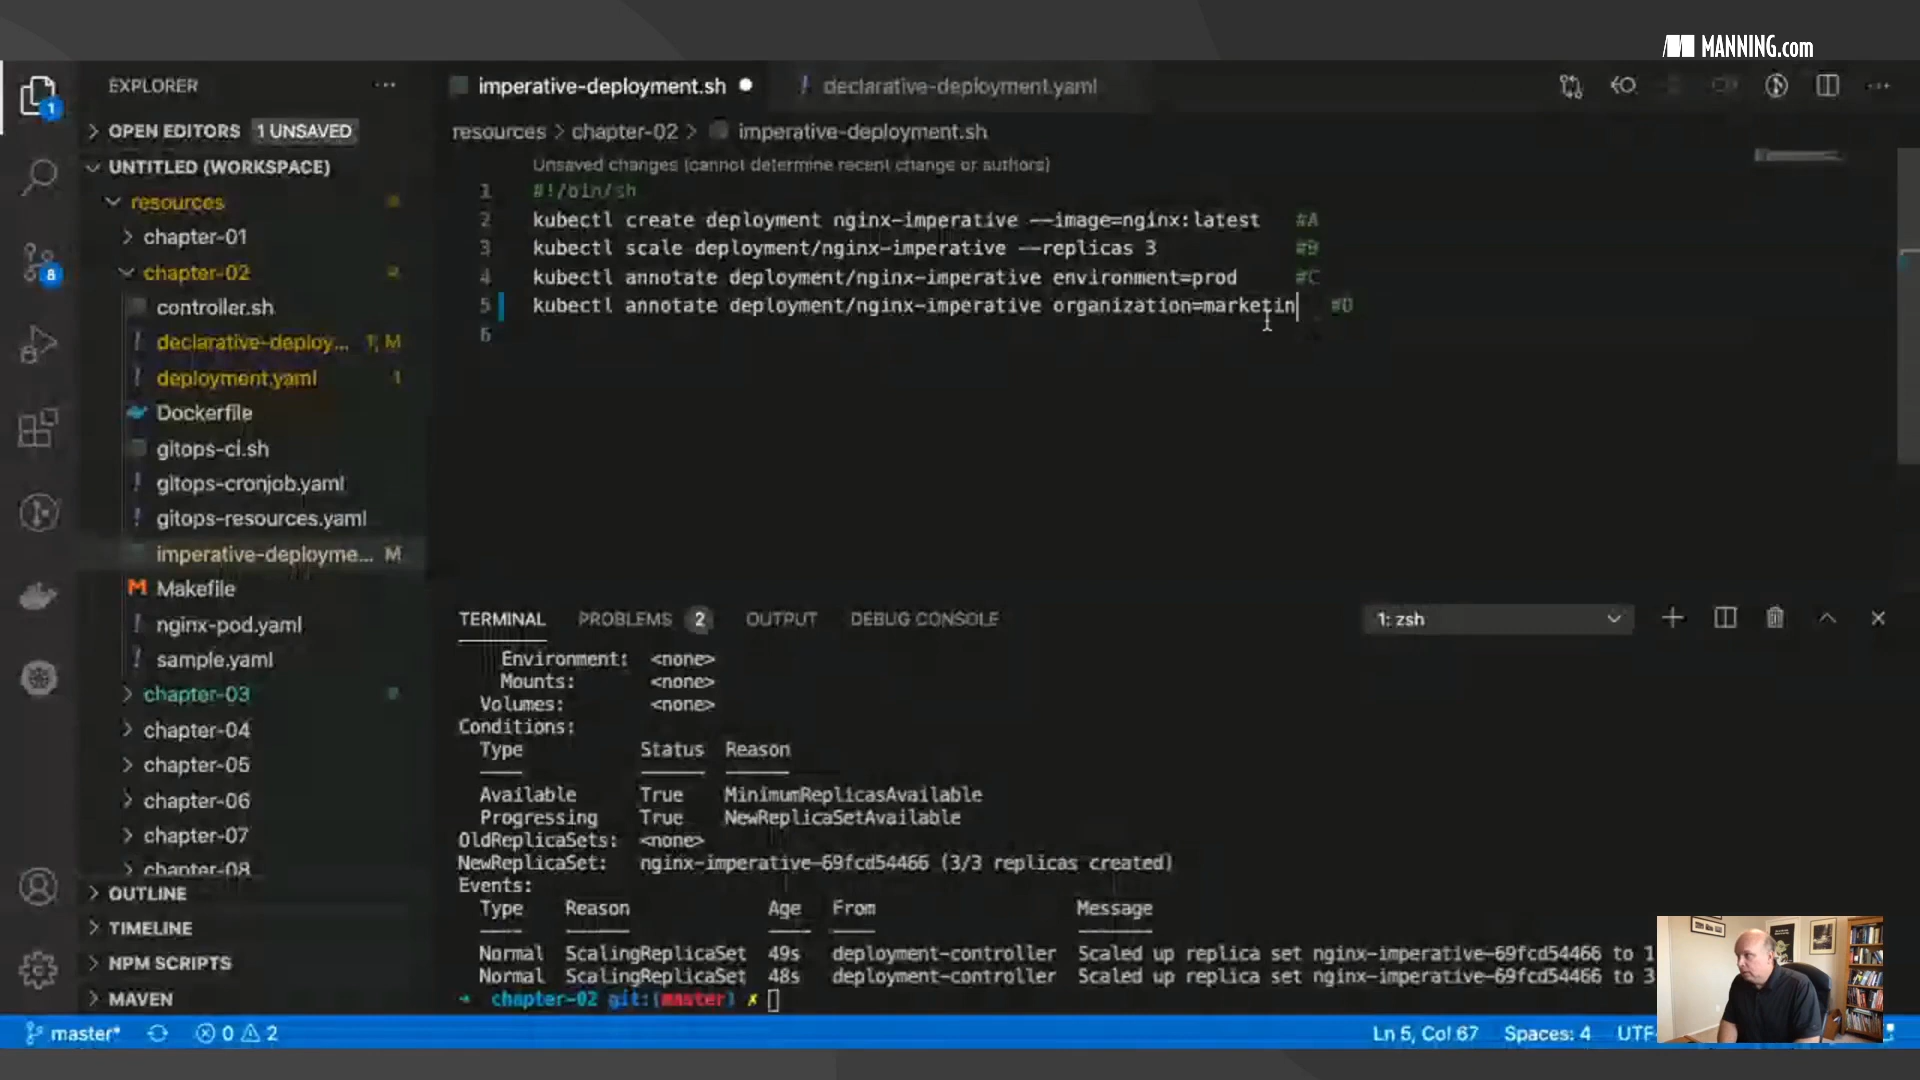 MANNING.com
EXPLORER ...
imperative-deployment.sh ● ! declarative-deployment.yaml
OPEN EDITORS 1 UNSAVED
resources > chapter-02 > imperative-deployment.sh
UNTITLED (WORKSPACE)
Unsaved changes (cannot determine recent change or authors)
resources
chapter-01
chapter-02
controller.sh
! declarative-deploy... 1, M
! deployment.yaml 1
Dockerfile
gitops-ci.sh
! gitops-cronjob.yaml
! gitops-resources.yaml
imperative-deployme... M
M Makefile
! nginx-pod.yaml
! sample.yaml
chapter-03
chapter-04
chapter-05
chapter-06
chapter-07
chapter-08
OUTLINE
TIMELINE
NPM SCRIPTS
MAVEN
1
8
1 #!/bin/sh
2 kubectl create deployment nginx-imperative --image=nginx:latest #A
3 kubectl scale deployment/nginx-imperative --replicas 3 #B
4 kubectl annotate deployment/nginx-imperative environment=prod #C
5 kubectl annotate deployment/nginx-imperative organization=marketin #D
6
TERMINAL PROBLEMS 2 OUTPUT DEBUG CONSOLE 1: zsh
Environment: <none>
Mounts: <none>
Volumes: <none>
Conditions:
Type Status Reason
---- ------ ------
Available True MinimumReplicasAvailable
Progressing True NewReplicaSetAvailable
OldReplicaSets: <none>
NewReplicaSet: nginx-imperative-69fcd54466 (3/3 replicas created)
Events:
Type Reason Age From Message
---- ------ ---- ---- -------
Normal ScalingReplicaSet 49s deployment-controller Scaled up replica set nginx-imperative-69fcd54466 to 1
Normal ScalingReplicaSet 48s deployment-controller Scaled up replica set nginx-imperative-69fcd54466 to 3
→ chapter-02 git:(master) ✗
master* 0 2 Ln 5, Col 67 Spaces: 4 UTF-